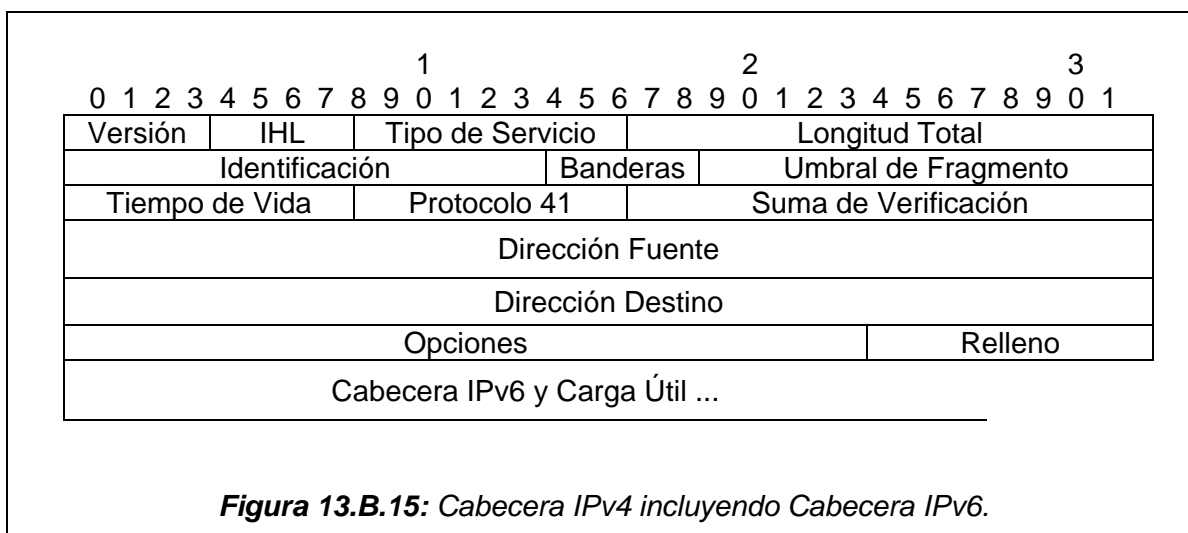 1 2 3
0 1 2 3 4 5 6 7 8 9 0 1 2 3 4 5 6 7 8 9 0 1 2 3 4 5 6 7 8 9 0 1
Versión IHL Tipo de Servicio Longitud Total
Identificación Banderas Umbral de Fragmento
Tiempo de Vida Protocolo 41 Suma de Verificación
Dirección Fuente
Dirección Destino
Opciones Relleno
Cabecera IPv6 y Carga Útil ...
Figura 13.B.15: Cabecera IPv4 incluyendo Cabecera IPv6.